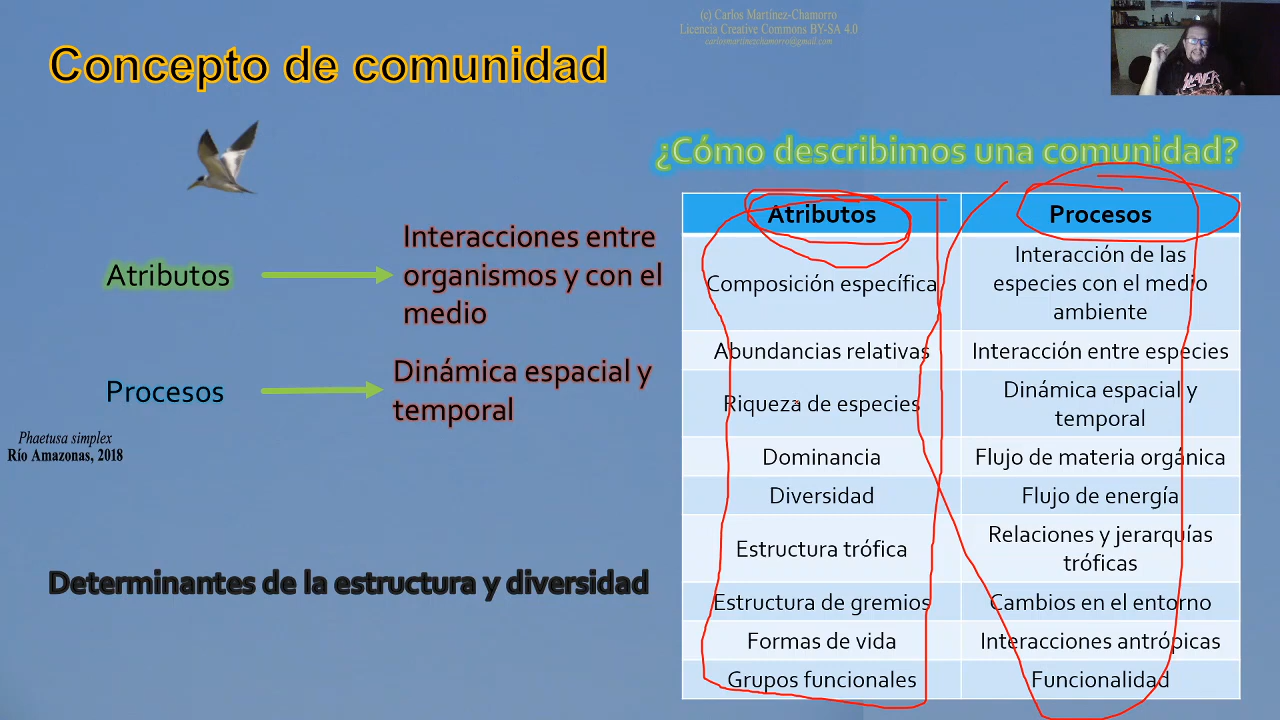 (c) Carlos Martínez-Chamorro
Licencia Creative Commons BY-SA 4.0
carlosmartinezchamorro@gmail.com
Concepto de comunidad
SLAYER
¿Cómo describimos una comunidad?
Atributos
Interacciones entre
organismos y con el
medio
Procesos
Dinámica espacial y
temporal
Phaetusa simplex
Río Amazonas, 2018
Determinantes de la estructura y diversidad
Atributos
Procesos
Composición específica
Interacción de las
especies con el medio
ambiente
Abundancias relativas
Interacción entre especies
Riqueza de especies
Dinámica espacial y
temporal
Dominancia
Flujo de materia orgánica
Diversidad
Flujo de energía
Estructura trófica
Relaciones y jerarquías
tróficas
Estructura de gremios
Cambios en el entorno
Formas de vida
Interacciones antrópicas
Grupos funcionales
Funcionalidad